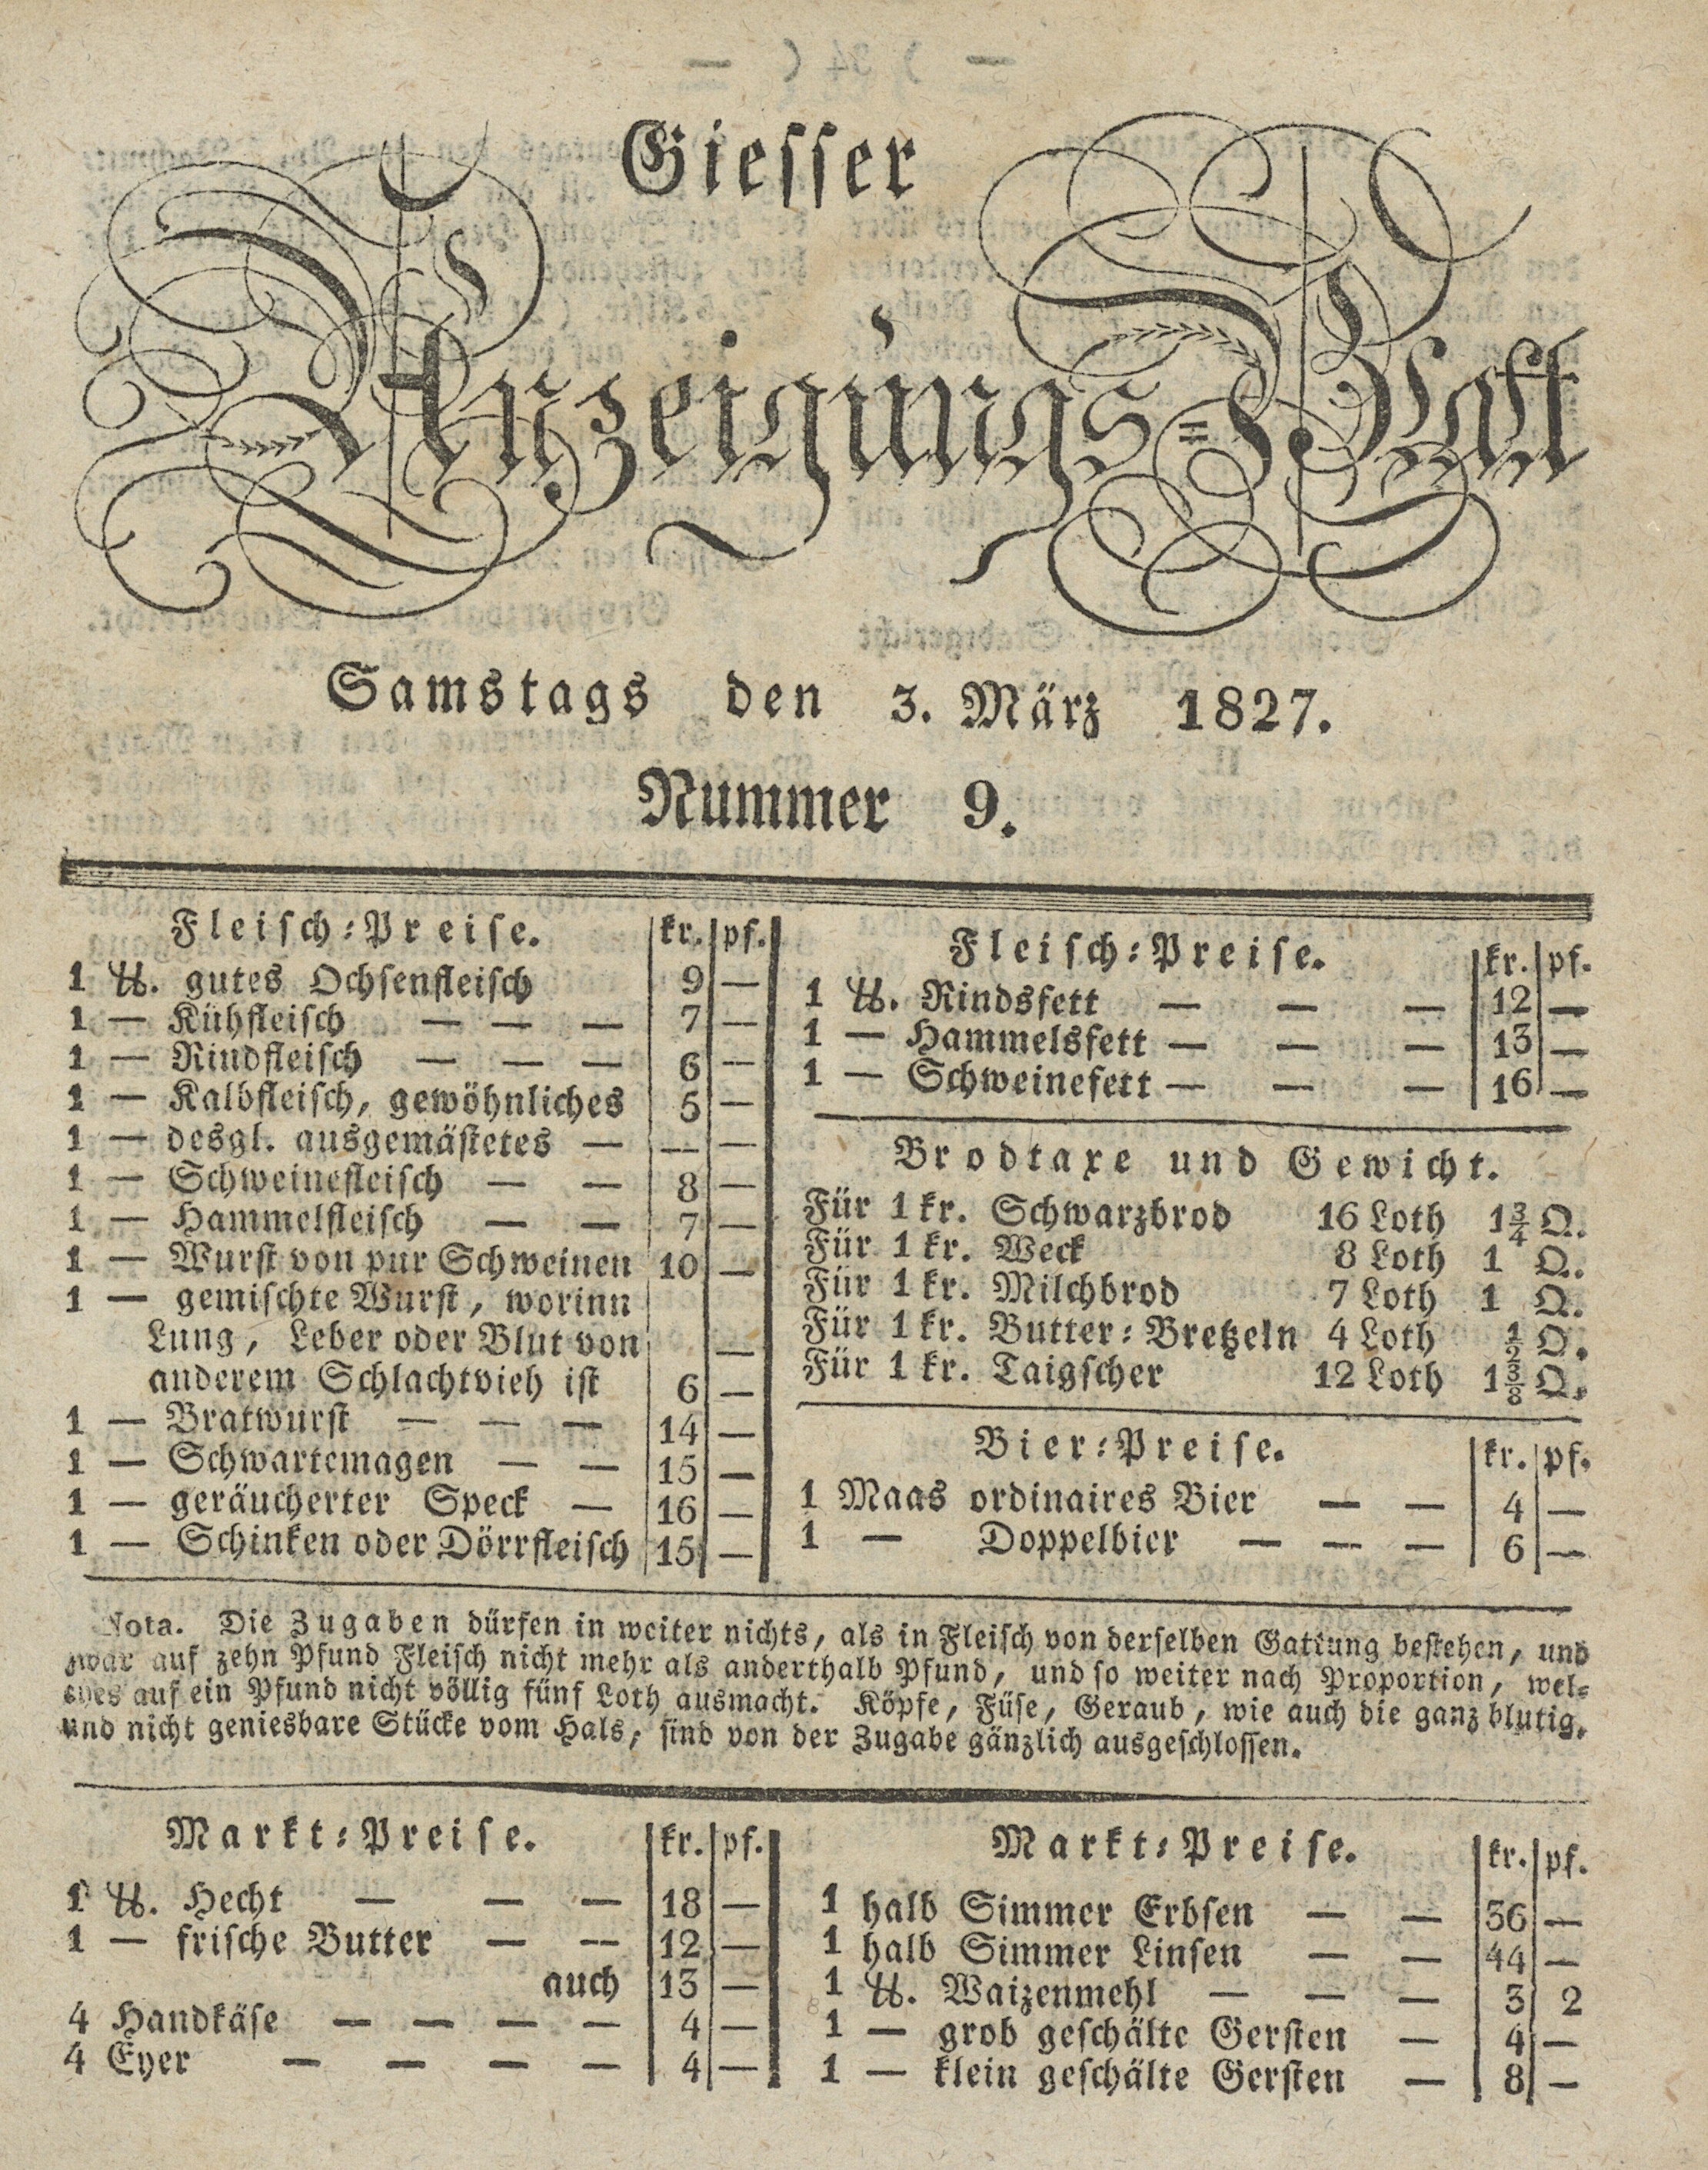 Giesser
Anzeigungs=Blatt
Samstags den 3. März 1827.
Nummer 9.
Fleisch=Preise. kr. pf.
1 ℔. gutes Ochsenfleisch 9 —
1 — Kühfleisch — — — 7 —
1 — Rindfleisch — — — 6 —
1 — Kalbfleisch, gewöhnliches 5 —
1 — desgl. ausgemästetes — — —
1 — Schweinefleisch — — 8 —
1 — Hammelfleisch — — 7 —
1 — Wurst von pur Schweinen 10 —
1 — gemischte Wurst, worinn
Lung, Leber oder Blut von —
anderem Schlachtvieh ist 6 —
1 — Bratwurst — — — 14 —
1 — Schwartemagen — — 15 —
1 — geräucherter Speck — 16 —
1 — Schinken oder Dörrfleisch 15 —
Fleisch=Preise. kr. pf.
1 ℔. Rindsfett — — — 12 —
1 — Hammelsfett — — — 13 —
1 — Schweinefett — — — 16 —
Brodtaxe und Gewicht.
Für 1 kr. Schwarzbrod 16 Loth 1¾ Q.
Für 1 kr. Weck 8 Loth 1 Q.
Für 1 kr. Milchbrod 7 Loth 1 Q.
Für 1 kr. Butter=Bretzeln 4 Loth ½ Q.
Für 1 kr. Taigscher 12 Loth 1⅜ Q.
Bier=Preise. kr. pf.
1 Maas ordinaires Bier — — 4 —
1 — Doppelbier — — — 6 —
Nota. Die Zugaben dürfen in weiter nichts, als in Fleisch von derselben Gattung bestehen, und
zwar auf zehn Pfund Fleisch nicht mehr als anderthalb Pfund, und so weiter nach Proportion, wel=
ches auf ein Pfund nicht völlig fünf Loth ausmacht. Köpfe, Füse, Geraub, wie auch die ganz blutig.
und nicht geniesbare Stücke vom Hals, sind von der Zugabe gänzlich ausgeschlossen.
Markt=Preise. kr. pf.
1 ℔. Hecht — — — 18 —
1 — frische Butter — — 12 —
auch 13 —
4 Handkäse — — — — 4 —
4 Eyer — — — — 4 —
Markt=Preise. kr. pf.
1 halb Simmer Erbsen — — 36 —
1 halb Simmer Linsen — — 44 —
1 ℔. Waizenmehl — — — 3 2
1 — grob geschälte Gersten — 4 —
1 — klein geschälte Gersten — 8 —